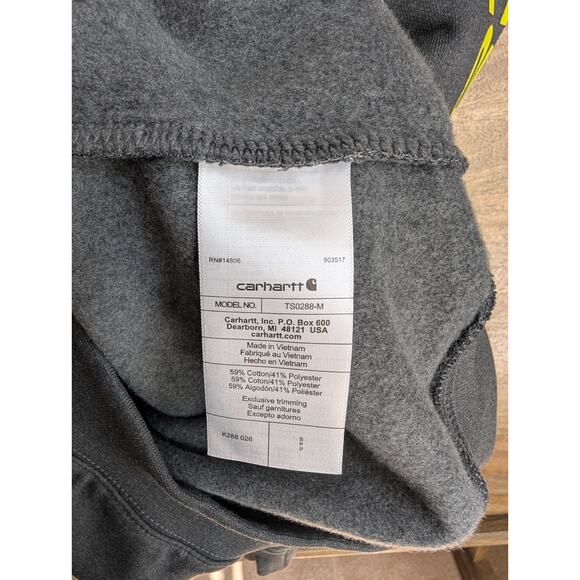 RN#14806 903517
carhartt
MODEL NO. TS0288-M
Carhartt, Inc. P.O. Box 600
Dearborn, MI 48121 USA
carhartt.com
Made in Vietnam
Fabriqué au Vietnam
Hecho en Vietnam
59% Cotton/41% Polyester
59% Coton/41% Polyester
59% Algodón/41% Poliéster
Exclusive trimming
Sauf garnitures
Excepto adorno
K288 026 S
P
P